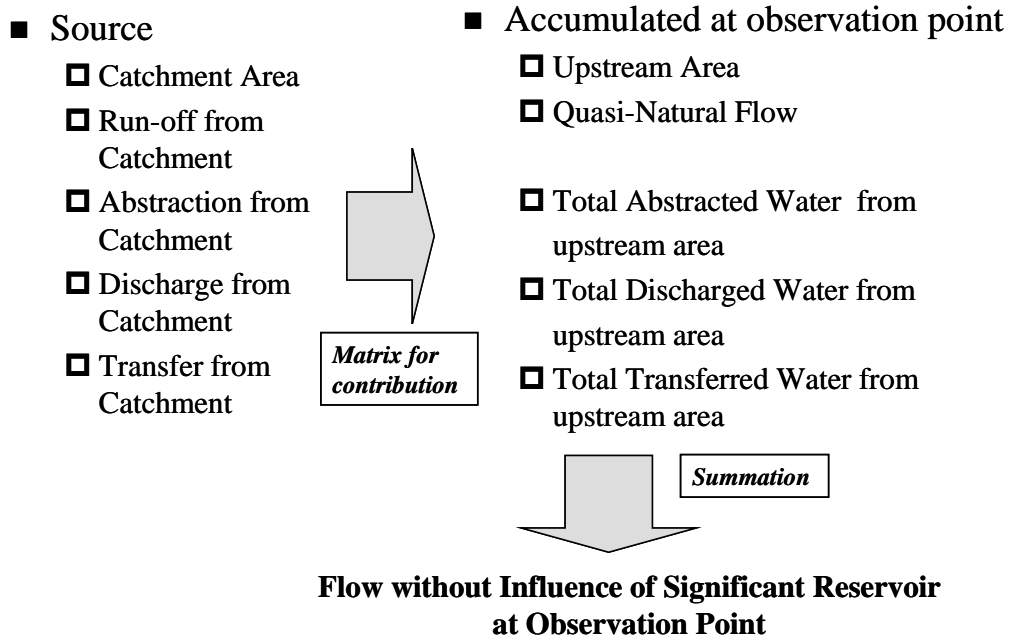 Source
Catchment Area
Run-off from
Catchment
Abstraction from
Catchment
Discharge from
Catchment
Transfer from
Catchment
Matrix for
contribution
Accumulated at observation point
Upstream Area
Quasi-Natural Flow
Total Abstracted Water from
upstream area
Total Discharged Water from
upstream area
Total Transferred Water from
upstream area
Summation
Flow without Influence of Significant Reservoir
at Observation Point